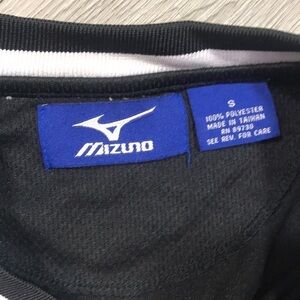 MIZUNO
S
100% POLYESTER
MADE IN TAIWAN
RN 89730
SEE REV. FOR CARE